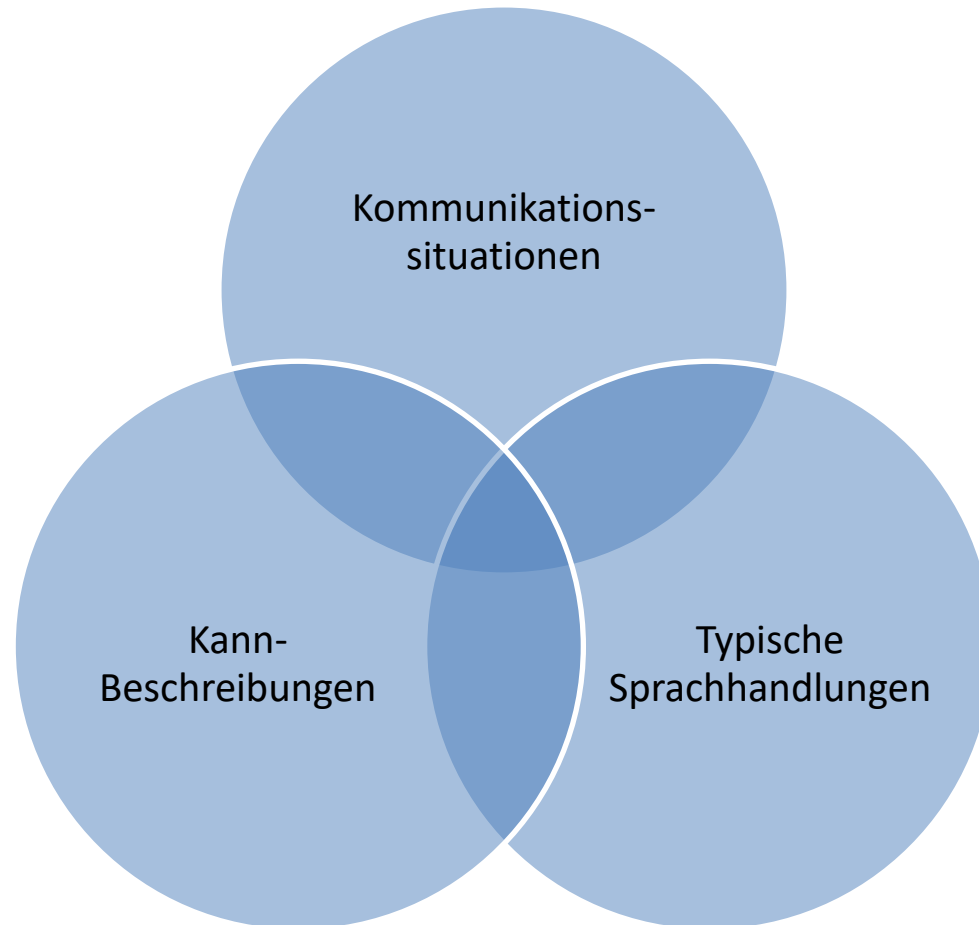 Kommunikations-
situationen
Kann-
Beschreibungen
Typische
Sprachhandlungen